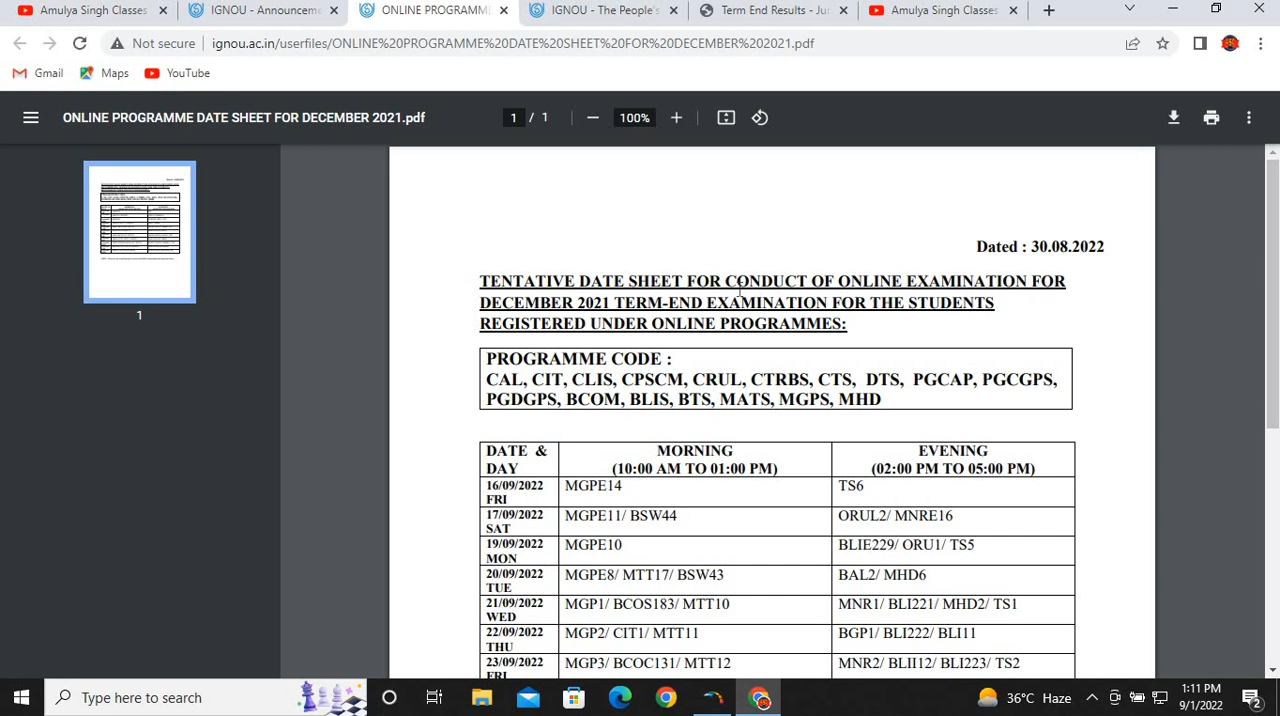 Amulya Singh Classes
IGNOU - Announceme
ONLINE PROGRAMME
IGNOU - The People's
Term End Results - Ju
Amulya Singh Classes
Not secure
ignou.ac.in/userfiles/ONLINE%20PROGRAMME%20DATE%20SHEET%20FOR%20DECEMBER%202021.pdf
Gmail
Maps
YouTube
ONLINE PROGRAMME DATE SHEET FOR DECEMBER 2021.pdf
1 / 1
100%
1
Dated : 30.08.2022
TENTATIVE DATE SHEET FOR CONDUCT OF ONLINE EXAMINATION FOR
DECEMBER 2021 TERM-END EXAMINATION FOR THE STUDENTS
REGISTERED UNDER ONLINE PROGRAMMES:
PROGRAMME CODE :
CAL, CIT, CLIS, CPSCM, CRUL, CTRBS, CTS, DTS, PGCAP, PGCGPS,
PGDGPS, BCOM, BLIS, BTS, MATS, MGPS, MHD
DATE & DAY
MORNING (10:00 AM TO 01:00 PM)
EVENING (02:00 PM TO 05:00 PM)
16/09/2022 FRI
MGPE14
TS6
17/09/2022 SAT
MGPE11/ BSW44
ORUL2/ MNRE16
19/09/2022 MON
MGPE10
BLIE229/ ORU1/ TS5
20/09/2022 TUE
MGPE8/ MTT17/ BSW43
BAL2/ MHD6
21/09/2022 WED
MGP1/ BCOS183/ MTT10
MNR1/ BLI221/ MHD2/ TS1
22/09/2022 THU
MGP2/ CIT1/ MTT11
BGP1/ BLI222/ BLI11
23/09/2022 FRI
MGP3/ BCOC131/ MTT12
MNR2/ BLII12/ BLI223/ TS2
Type here to search
36°C Haze
1:11 PM
9/1/2022
2